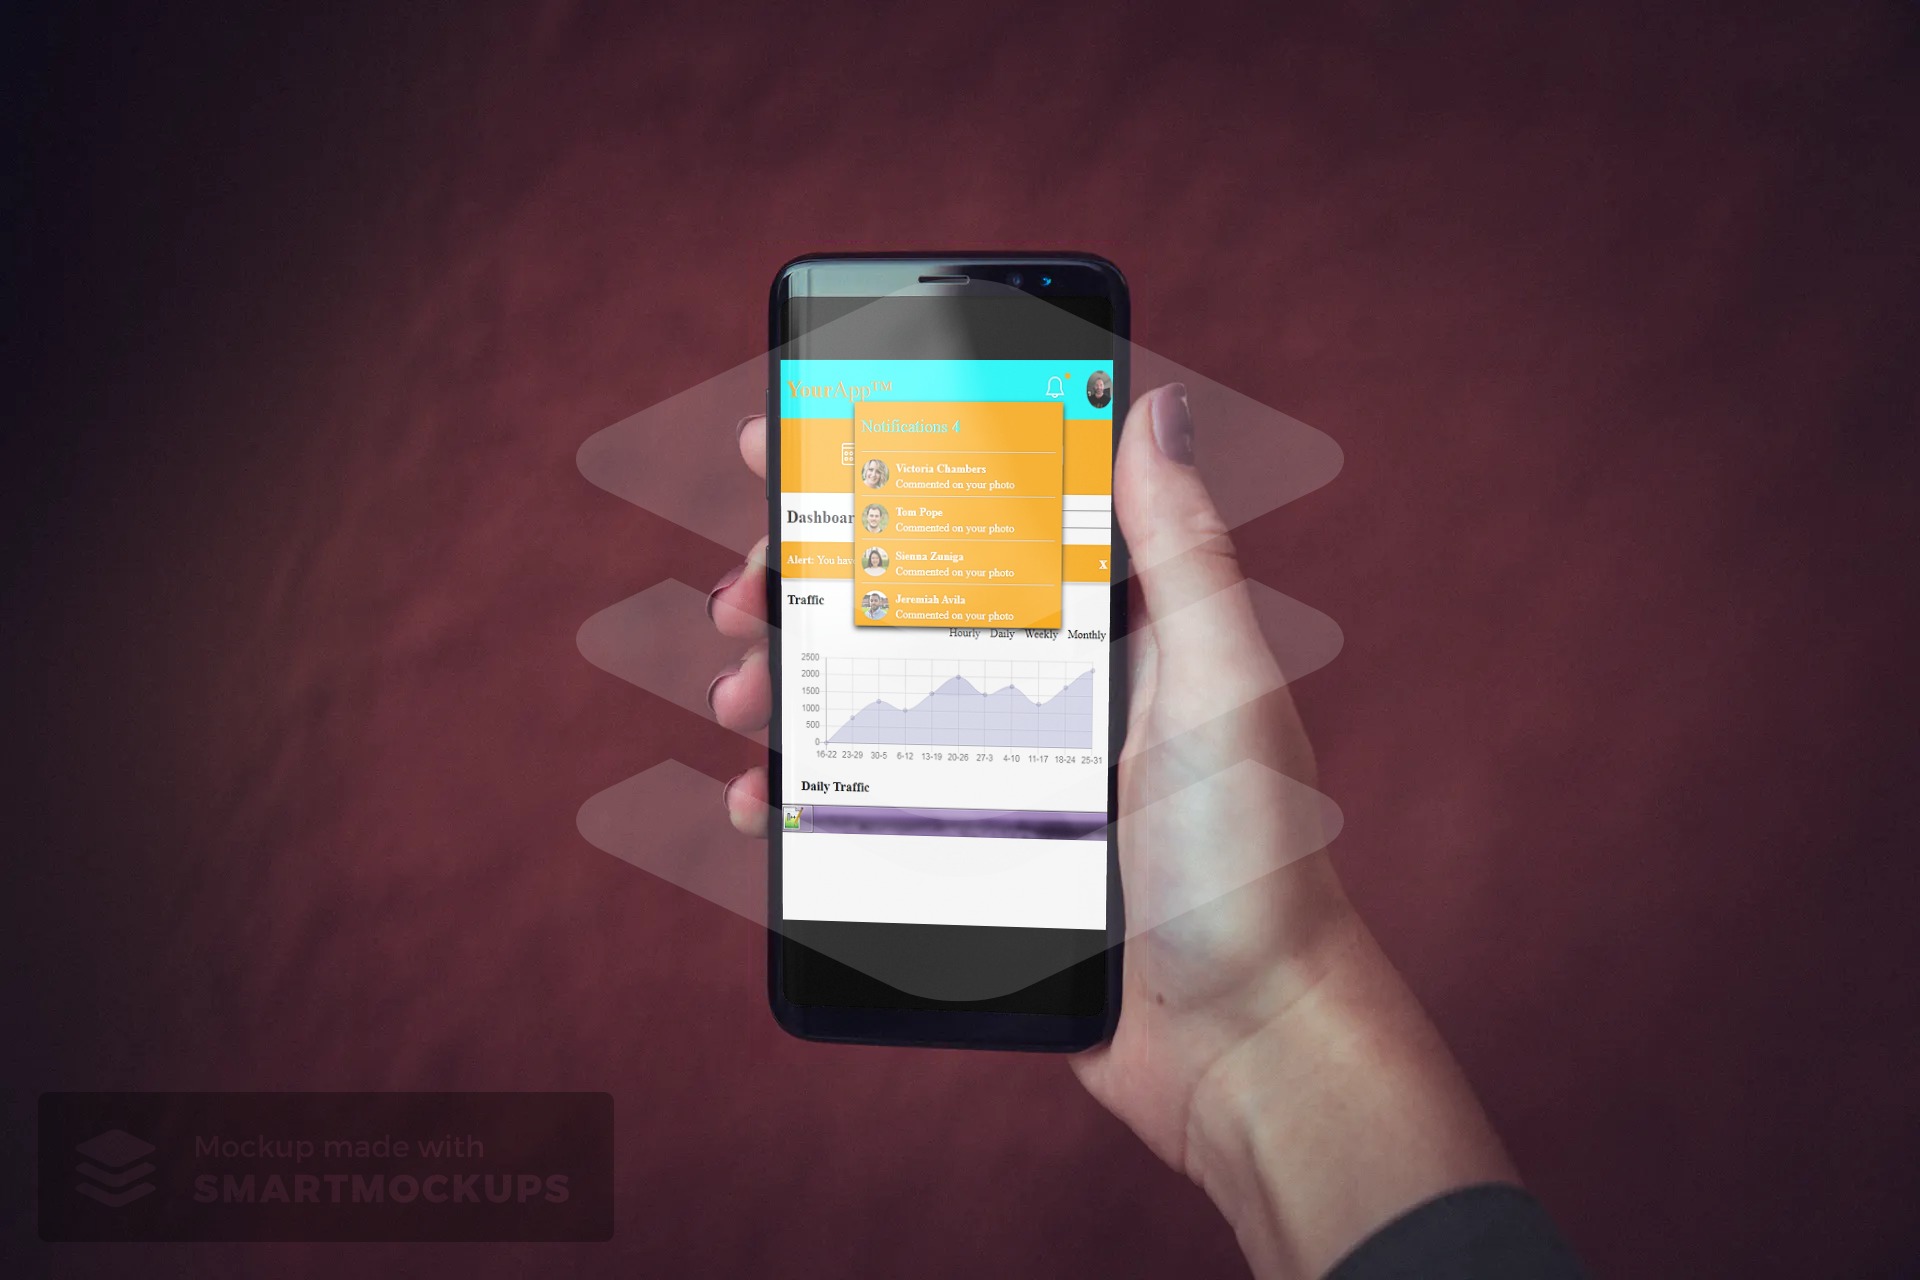 YourApp™
Notifications 4
Victoria Chambers
Commented on your photo
Tom Pope
Commented on your photo
Sienna Zuniga
Commented on your photo
Jeremiah Avila
Commented on your photo
Dashboar
Alert: You have
X
Traffic
Hourly Daily Weekly Monthly
2500
2000
1500
1000
500
0
16-22 23-29 30-5 6-12 13-19 20-26 27-3 4-10 11-17 18-24 25-31
Daily Traffic
Mockup made with
SMARTMOCKUPS